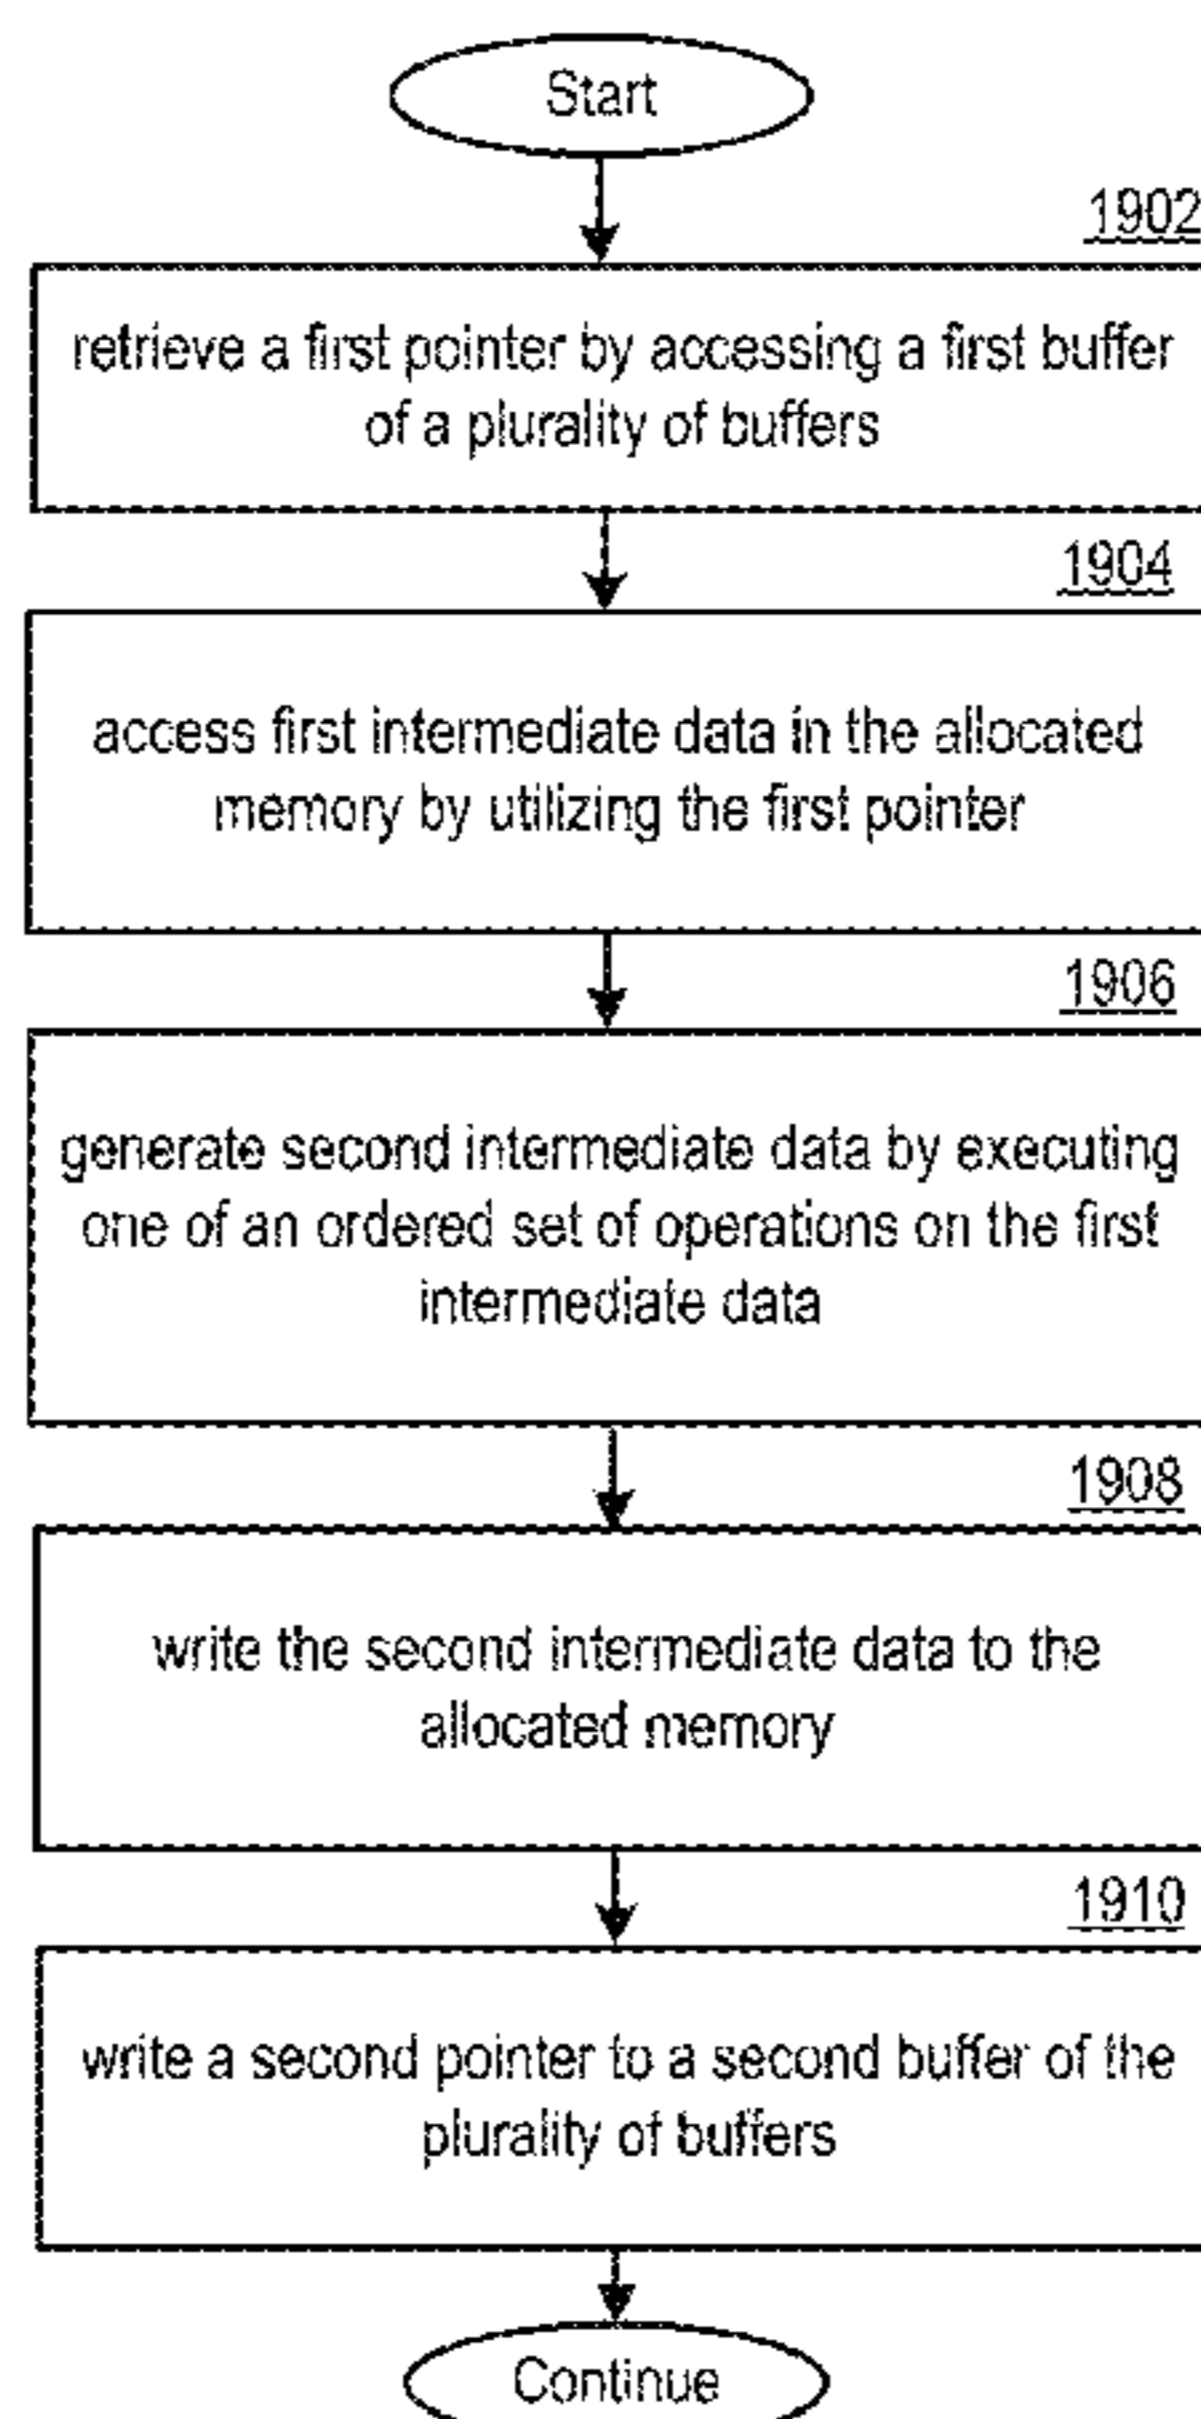 Start
1902
retrieve a first pointer by accessing a first buffer
of a plurality of buffers
1904
access first intermediate data in the allocated
memory by utilizing the first pointer
1906
generate second intermediate data by executing
one of an ordered set of operations on the first
intermediate data
1908
write the second intermediate data to the
allocated memory
1910
write a second pointer to a second buffer of the
plurality of buffers
Continue